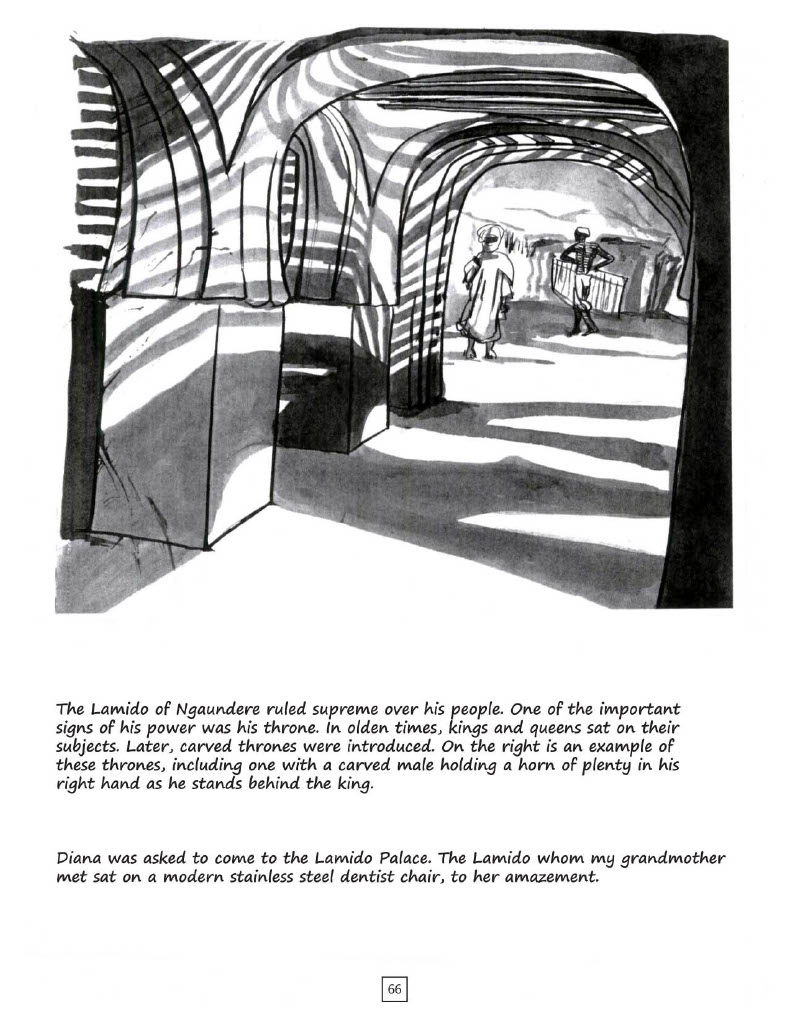 The Lamido of Ngaundere ruled supreme over his people. One of the important
signs of his power was his throne. In olden times, kings and queens sat on their
subjects. Later, carved thrones were introduced. On the right is an example of
these thrones, including one with a carved male holding a horn of plenty in his
right hand as he stands behind the king.
Diana was asked to come to the Lamido Palace. The Lamido whom my grandmother
met sat on a modern stainless steel dentist chair, to her amazement.
66